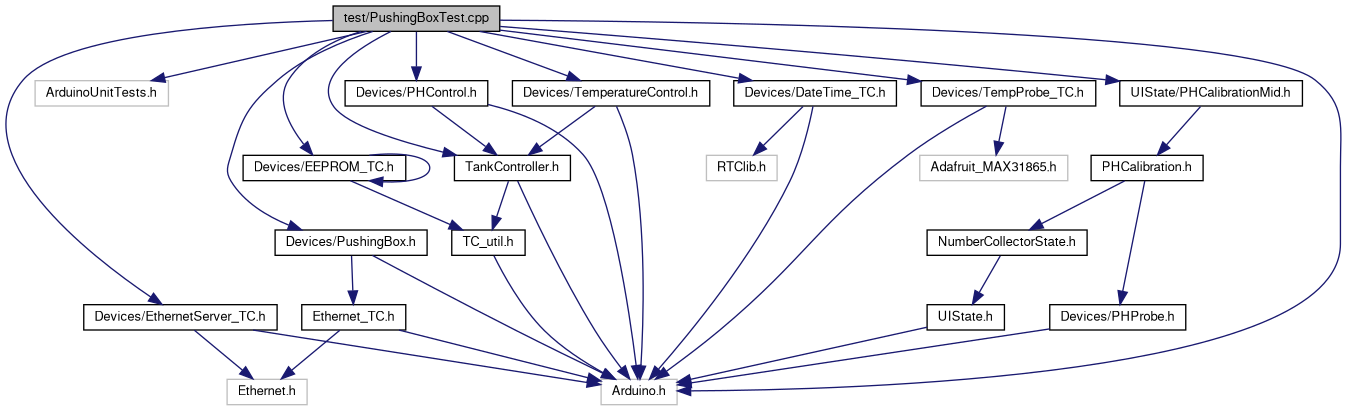 test/PushingBoxTest.cpp
ArduinoUnitTests.h
Devices/PHControl.h
Devices/TemperatureControl.h
Devices/DateTime_TC.h
Devices/TempProbe_TC.h
UIState/PHCalibrationMid.h
Devices/EEPROM_TC.h
TankController.h
RTClib.h
Adafruit_MAX31865.h
PHCalibration.h
Devices/PushingBox.h
TC_util.h
NumberCollectorState.h
Devices/EthernetServer_TC.h
Ethernet_TC.h
UIState.h
Devices/PHProbe.h
Ethernet.h
Arduino.h